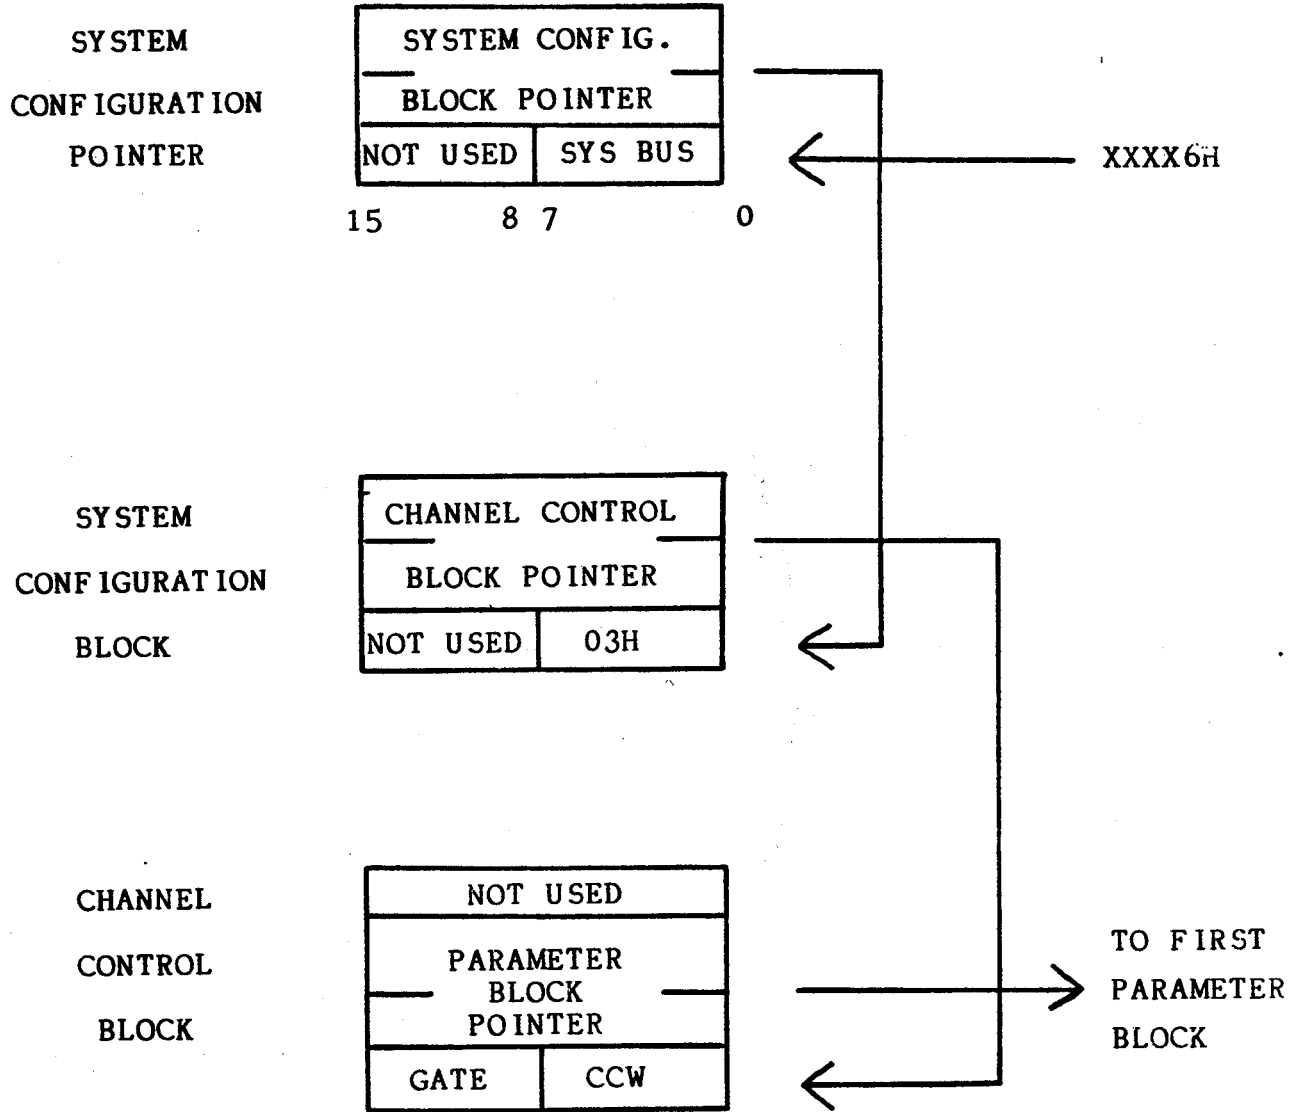 SYSTEM
CONFIGURATION
POINTER
SYSTEM CONFIG.
BLOCK POINTER
NOT USED SYS BUS
15 8 7 0
XXXX6H
SYSTEM
CONFIGURATION
BLOCK
CHANNEL CONTROL
BLOCK POINTER
NOT USED 03H
CHANNEL
CONTROL
BLOCK
NOT USED
PARAMETER
BLOCK
POINTER
GATE CCW
TO FIRST
PARAMETER
BLOCK